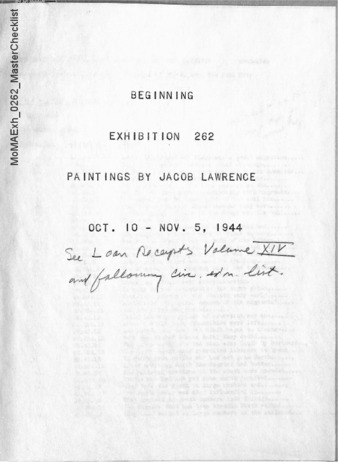 MoMAExh_0262_MasterChecklist
BEGINNING
EXHIBITION 262
PAINTINGS BY JACOB LAWRENCE
OCT. 10 - NOV. 5, 1944
See Loan Receipts Volume XIV
and following circ. list.